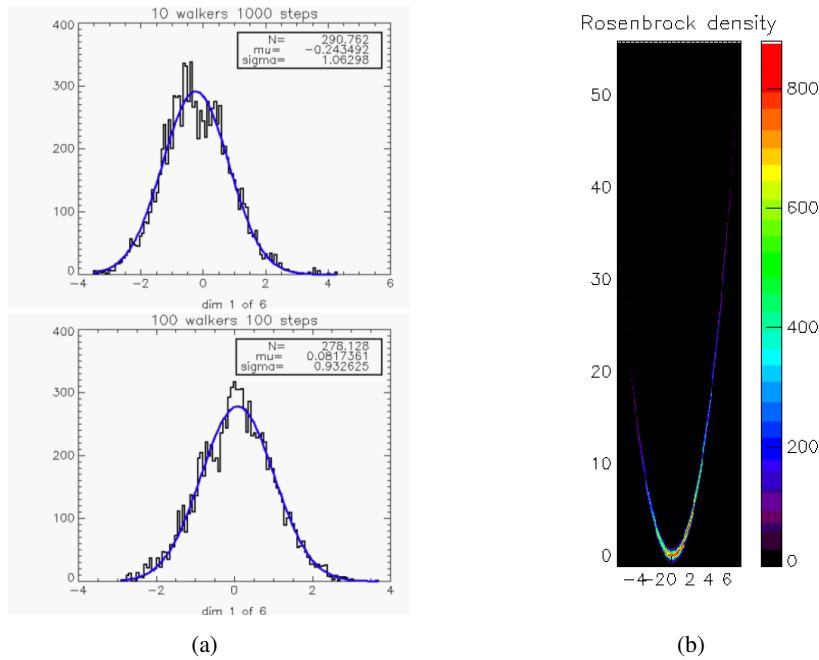 10 walkers 1000 steps
N= 290.762
mu= -0.243492
sigma= 1.06298
400
300
200
100
0
-4 -2 0 2 4 6
dim 1 of 6
100 walkers 100 steps
N= 278.128
mu= 0.0817361
sigma= 0.932625
400
300
200
100
0
-4 -2 0 2 4
dim 1 of 6
(a)
Rosenbrock density
50
40
30
20
10
0
-4-20 2 4 6
800
600
400
200
0
(b)